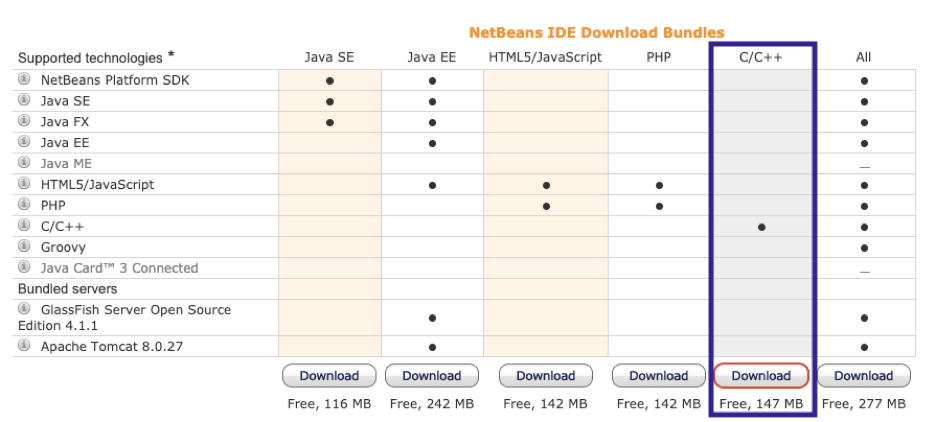 NetBeans IDE Download Bundles
Supported technologies * Java SE Java EE HTML5/JavaScript PHP C/C++ All
NetBeans Platform SDK • • •
Java SE • • •
Java FX • • •
Java EE • •
Java ME —
HTML5/JavaScript • • • •
PHP • • •
C/C++ • •
Groovy •
Java Card™ 3 Connected —
Bundled servers
GlassFish Server Open Source
Edition 4.1.1 • •
Apache Tomcat 8.0.27 • •
Download Download Download Download Download Download
Free, 116 MB Free, 242 MB Free, 142 MB Free, 142 MB Free, 147 MB Free, 277 MB